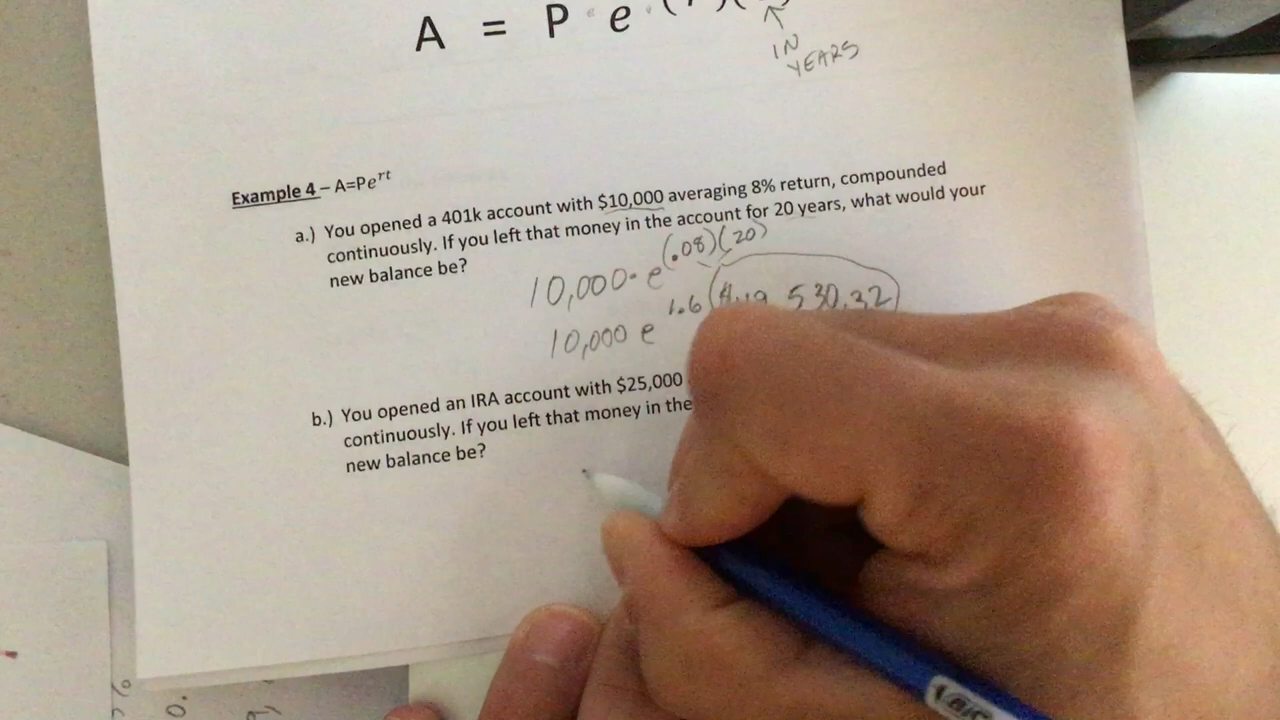 A = P e
IN
YEARS
Example 4 – A=Pe^rt
a.) You opened a 401k account with $10,000 averaging 8% return, compounded
continuously. If you left that money in the account for 20 years, what would your
new balance be?
10,000· e^(.08)(20)
10,000 e^1.6
530.32
b.) You opened an IRA account with $25,000
continuously. If you left that money in the
new balance be?
BIC